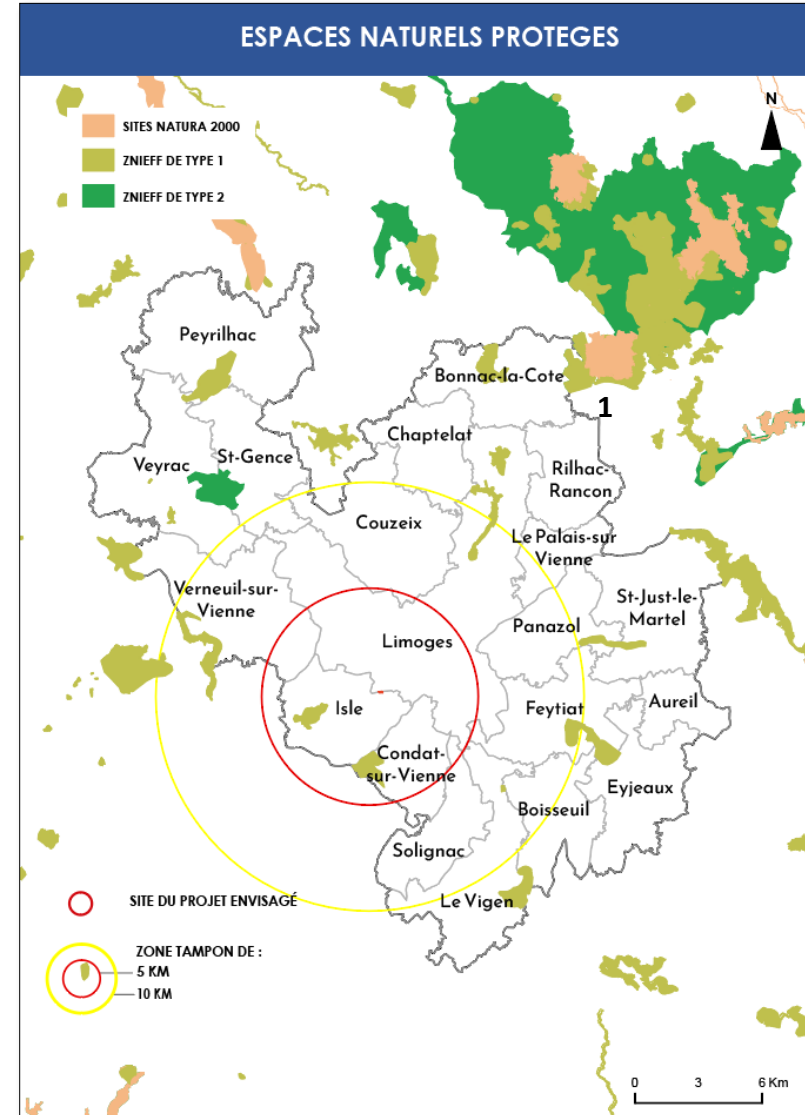 ESPACES NATURELS PROTEGES
N
SITES NATURA 2000
ZNIEFF DE TYPE 1
ZNIEFF DE TYPE 2
Peyrilhac
Bonnac-la-Cote
1
Chaptelat
St-Gence
Veyrac
Rilhac-
Rancon
Couzeix
Le Palais-sur
Vienne
Verneuil-sur-
Vienne
St-Just-le-
Martel
Panazol
Limoges
Isle
Feytiat
Aureil
Condat-
sur-Vienne
Eyjeaux
Boisseuil
Solignac
Le Vigen
SITE DU PROJET ENVISAGÉ
ZONE TAMPON DE :
5 KM
10 KM
0 3 6 Km